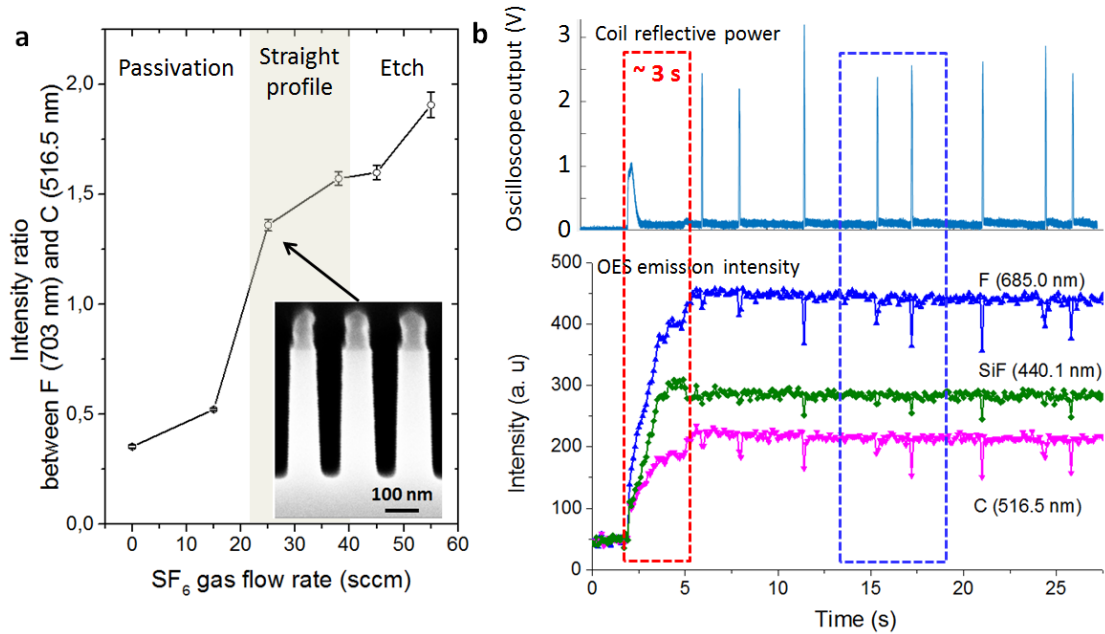 a
Passivation
Straight
profile
Etch
Intensity ratio
between F (703 nm) and C (516.5 nm)
2,0
1,5
1,0
0,5
0,0
100 nm
0 10 20 30 40 50 60
SF6 gas flow rate (sccm)
b
Coil reflective power
~ 3 s
Oscilloscope output (V)
3
2
1
0
OES emission intensity
F (685.0 nm)
SiF (440.1 nm)
C (516.5 nm)
Intensity (a. u)
500
400
300
200
100
0
0 5 10 15 20 25
Time (s)